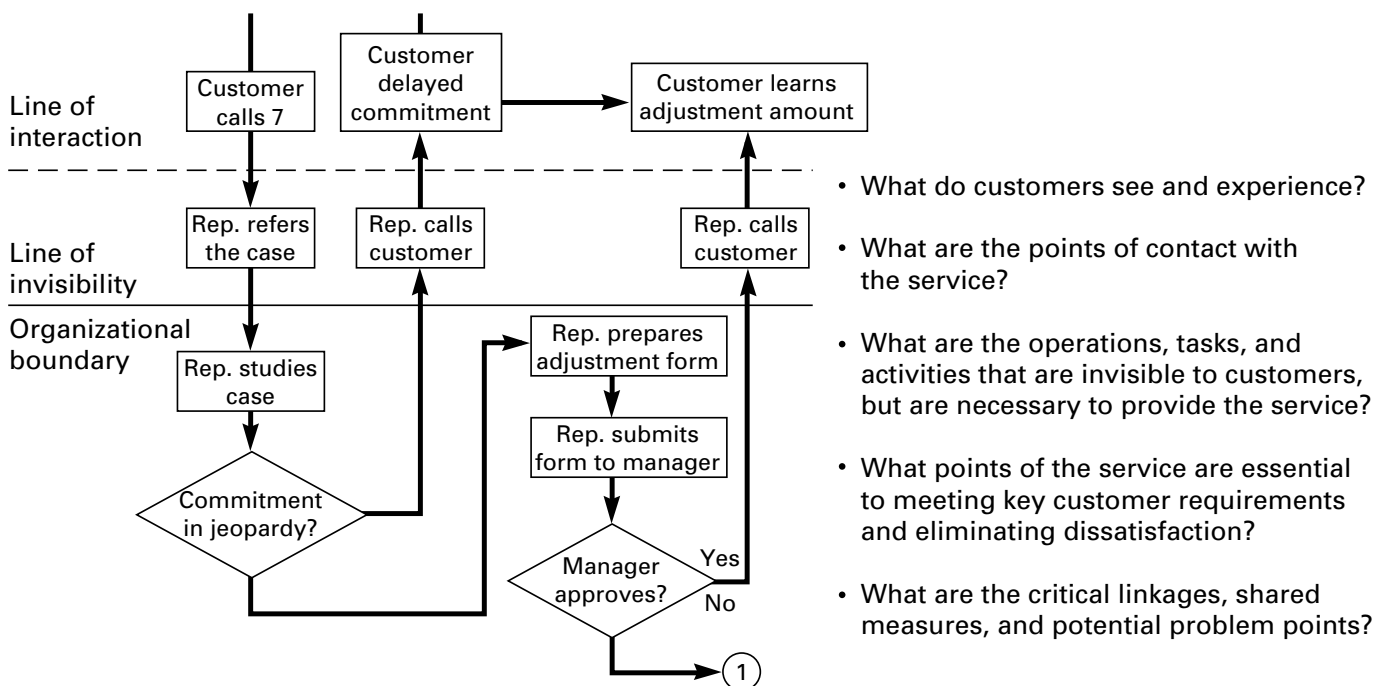 Line of
interaction
Customer
calls 7
Customer
delayed
commitment
Customer learns
adjustment amount
Line of
invisibility
Rep. refers
the case
Rep. calls
customer
Rep. calls
customer
Organizational
boundary
Rep. studies
case
Commitment
in jeopardy?
Rep. prepares
adjustment form
Rep. submits
form to manager
Manager
approves?
Yes
No
1
• What do customers see and experience?
• What are the points of contact with
the service?
• What are the operations, tasks, and
activities that are invisible to customers,
but are necessary to provide the service?
• What points of the service are essential
to meeting key customer requirements
and eliminating dissatisfaction?
• What are the critical linkages, shared
measures, and potential problem points?